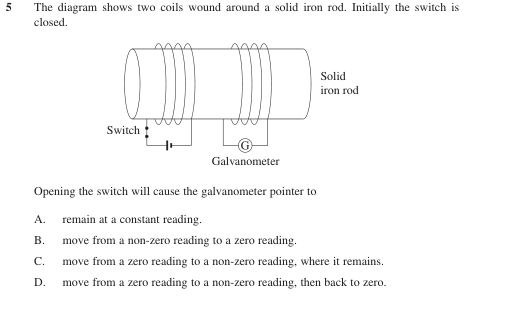 5 The diagram shows two coils wound around a solid iron rod. Initially the switch is
closed.
Solid
iron rod
Switch
G
Galvanometer
Opening the switch will cause the galvanometer pointer to
A. remain at a constant reading.
B. move from a non-zero reading to a zero reading.
C. move from a zero reading to a non-zero reading, where it remains.
D. move from a zero reading to a non-zero reading, then back to zero.